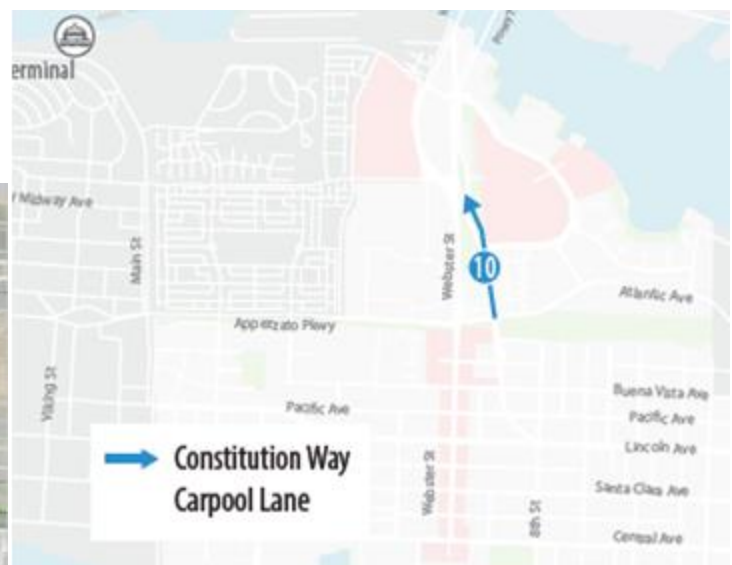 erminal
Pkwy
Midway Ave
Main St
Webster St
10
Atlantic Ave
Appezzato Pkwy
Viking St
Pacific Ave
Buena Vista Ave
Pacific Ave
Lincoln Ave
Constitution Way
Carpool Lane
Webster St
8th St
Santa Clara Ave
Central Ave